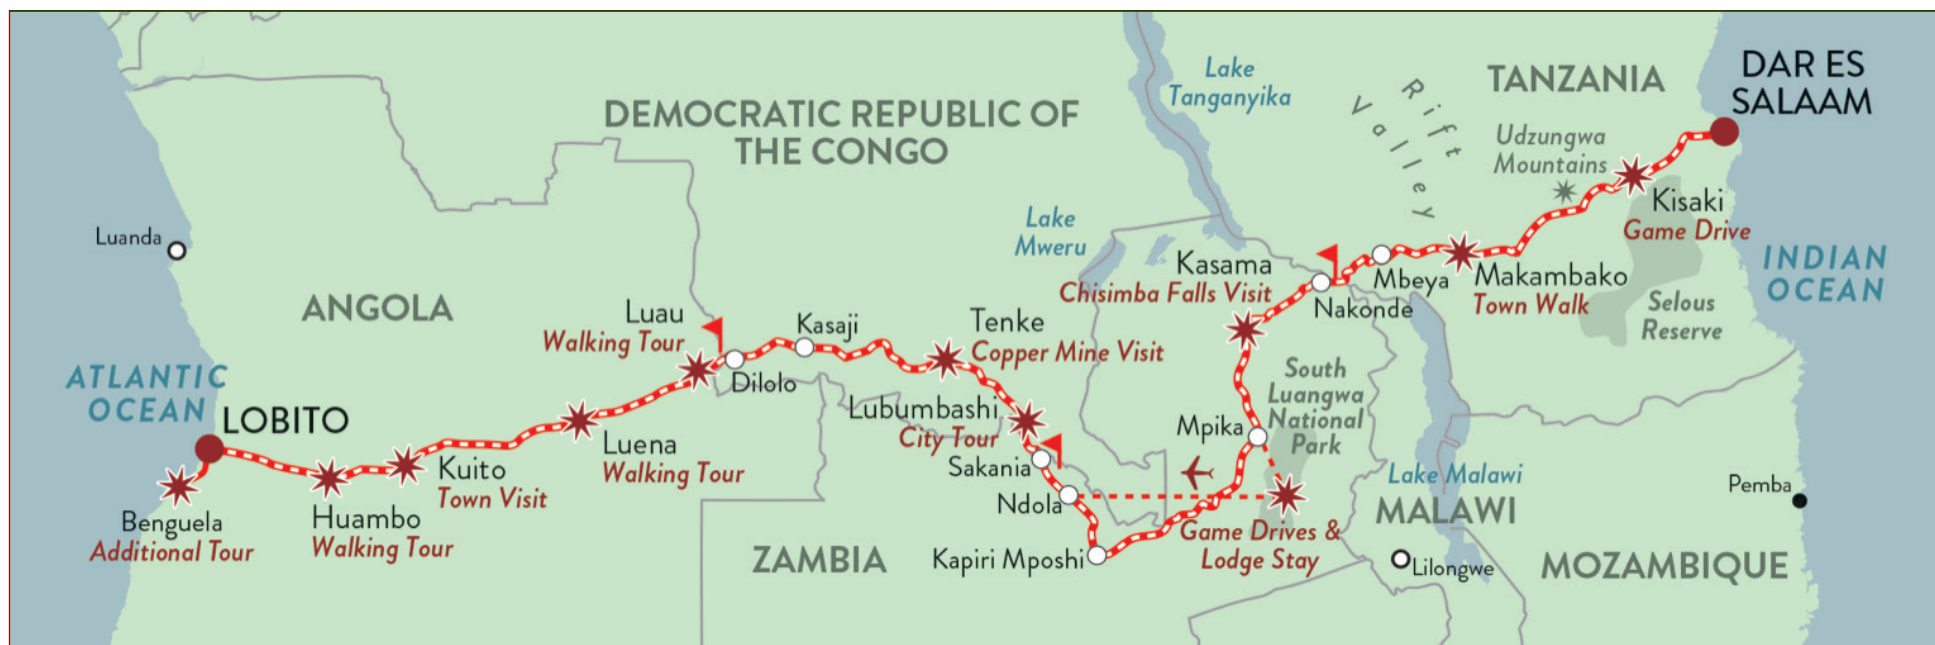 DEMOCRATIC REPUBLIC OF
THE CONGO
Lake
Tanganyika
Rift
Valley
TANZANIA
DAR ES
SALAAM
Udzungwa
Mountains
Kisaki
Game Drive
Lake
Mweru
Luanda
ANGOLA
INDIAN
OCEAN
Kasama
Chisimba Falls Visit
Mbeya
Makambako
Town Walk
Nakonde
Selous
Reserve
Luau
Walking Tour
Kasaji
Tenke
Copper Mine Visit
Dilolo
ATLANTIC
OCEAN
LOBITO
South
Luangwa
National
Park
Lubumbashi
City Tour
Mpika
Sakania
Kuito
Town Visit
Luena
Walking Tour
Ndola
Lake Malawi
MALAWI
Pemba
Benguela
Additional Tour
Huambo
Walking Tour
Game Drives &
Lodge Stay
ZAMBIA
Kapiri Mposhi
Lilongwe
MOZAMBIQUE